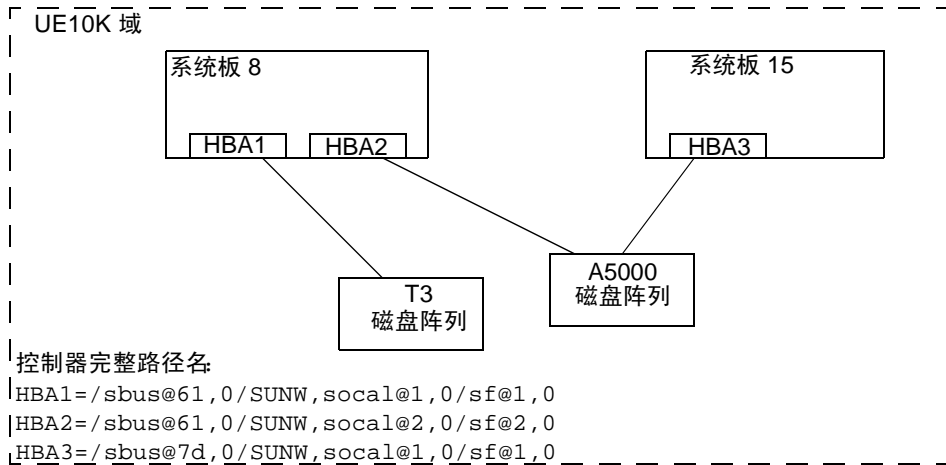 UE10K 域
系统板 8
系统板 15
HBA1
HBA2
HBA3
T3
磁盘阵列
A5000
磁盘阵列
控制器完整路径名:
HBA1=/sbus@61,0/SUNW,socal@1,0/sf@1,0
HBA2=/sbus@61,0/SUNW,socal@2,0/sf@2,0
HBA3=/sbus@7d,0/SUNW,socal@1,0/sf@1,0